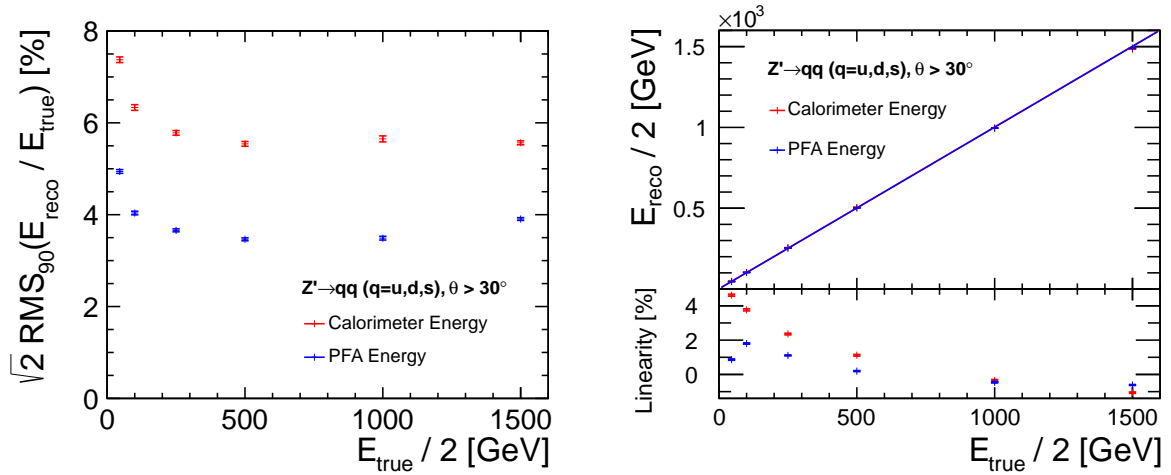 √2 RMS90(Ereco / Etrue) [%]
8
6
4
2
0
Z'→qq (q=u,d,s), θ > 30°
Calorimeter Energy
PFA Energy
0 500 1000 1500
Etrue / 2 [GeV]
×10³
Ereco / 2 [GeV]
1.5
1
0.5
Z'→qq (q=u,d,s), θ > 30°
Calorimeter Energy
PFA Energy
Linearity [%]
4
2
0
0 500 1000 1500
Etrue / 2 [GeV]